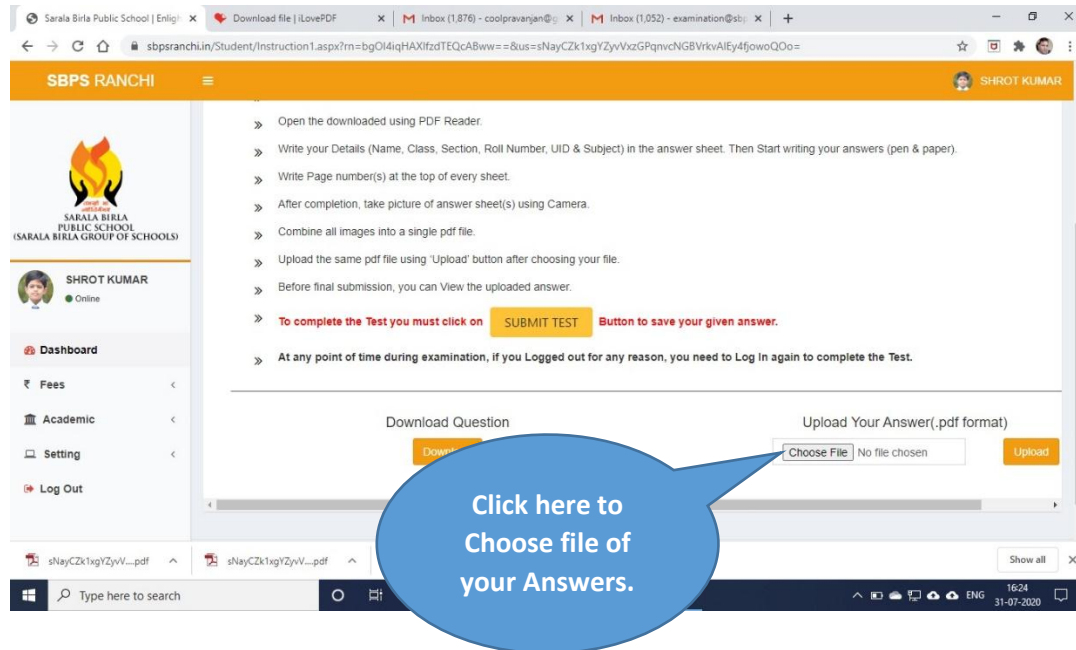 Sarala Birla Public School | Enligh
Download file | iLovePDF
Inbox (1,876) - coolpravanjan@g
Inbox (1,052) - examination@sbp
sbpsranchi.in/Student/Instruction1.aspx?rn=bgOl4iqHAXlfzdTEQcABww==&us=sNayCZk1xgYZyvVxzGPqnvcNGBVrkvAlEy4fjowoQOo=
SBPS RANCHI
SHROT KUMAR
Open the downloaded using PDF Reader.
Write your Details (Name, Class, Section, Roll Number, UID & Subject) in the answer sheet. Then Start writing your answers (pen & paper).
Write Page number(s) at the top of every sheet.
After completion, take picture of answer sheet(s) using Camera.
Combine all images into a single pdf file.
Upload the same pdf file using 'Upload' button after choosing your file.
Before final submission, you can View the uploaded answer.
To complete the Test you must click on SUBMIT TEST Button to save your given answer.
At any point of time during examination, if you Logged out for any reason, you need to Log In again to complete the Test.
SARALA BIRLA
PUBLIC SCHOOL
(SARALA BIRLA GROUP OF SCHOOLS)
SHROT KUMAR
Online
Dashboard
₹ Fees
Academic
Setting
Log Out
Download Question
Upload Your Answer(.pdf format)
Choose File No file chosen
Upload
Click here to
Choose file of
your Answers.
sNayCZk1xgYZyvV....pdf
sNayCZk1xgYZyvV....pdf
Show all
Type here to search
ENG
16:24
31-07-2020